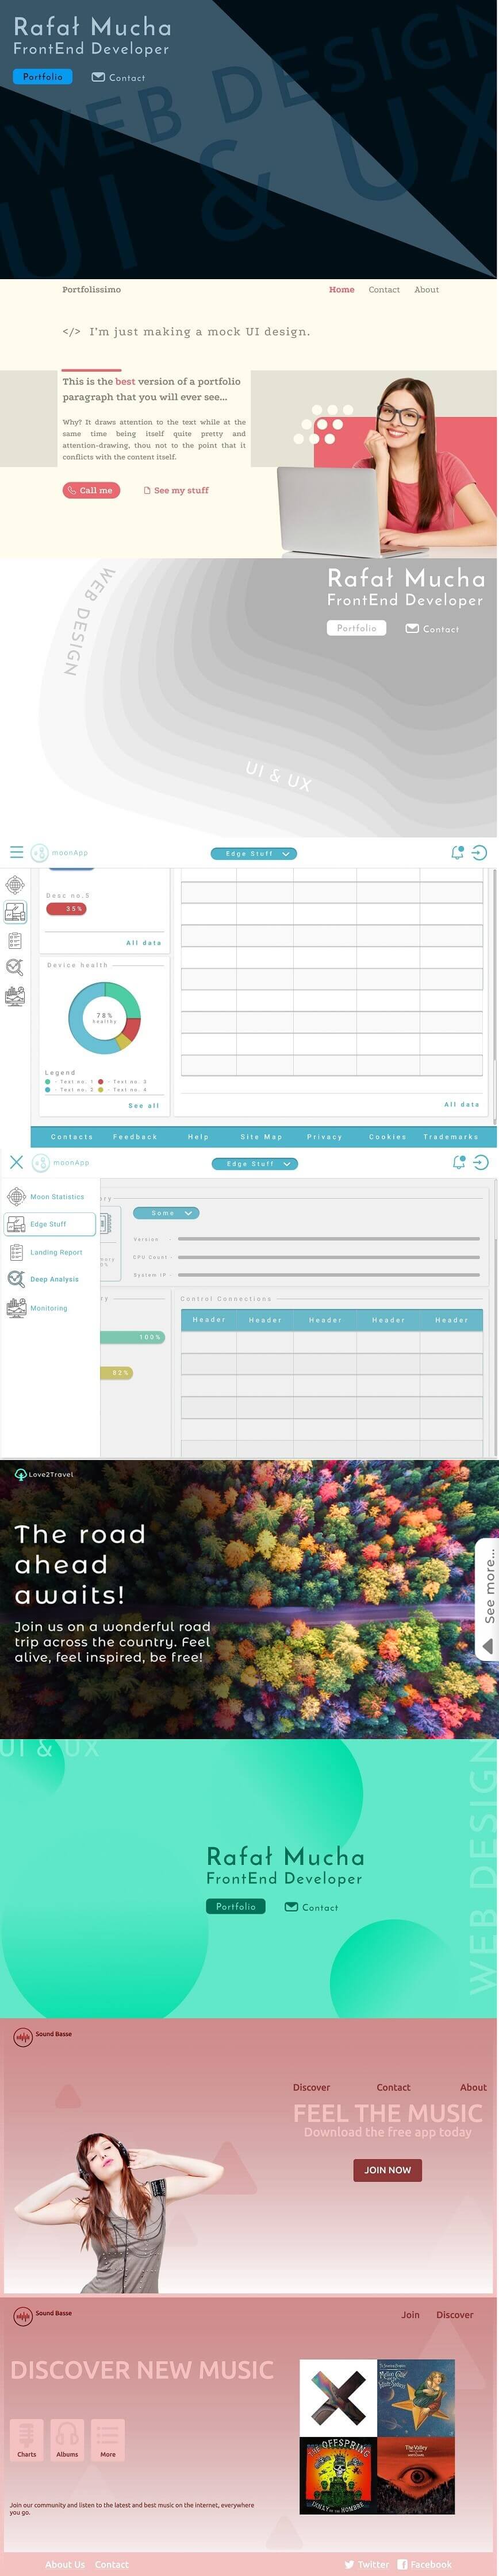 Rafał Mucha
FrontEnd Developer
Portfolio
Contact
WEB DESIGN
UI & UX
Portfolissimo
Home Contact About
</> I'm just making a mock UI design.
This is the best version of a portfolio
paragraph that you will ever see...
Why? It draws attention to the text while at the
same time being itself quite pretty and
attention-drawing, thou not to the point that it
conflicts with the content itself.
Call me
See my stuff
WEB DESIGN
Rafał Mucha
FrontEnd Developer
Portfolio
Contact
UI & UX
moonApp
Edge Stuff
Desc no.5
35%
All data
Device health
78%
healthy
Legend
- Text no. 1
- Text no. 3
- Text no. 2
- Text no. 4
See all
All data
Contacts Feedback Help Site Map Privacy Cookies Trademarks
moonApp
Edge Stuff
Moon Statistics
Edge Stuff
Landing Report
Deep Analysis
Monitoring
Some
Version -
CPU Count -
System IP -
100%
82%
Control Connections
Header Header Header Header Header
Love2Travel
The road
ahead
awaits!
Join us on a wonderful road
trip across the country. Feel
alive, feel inspired, be free!
See more...
UI & UX
WEB DESIGN
Rafał Mucha
FrontEnd Developer
Portfolio
Contact
Sound Basse
Discover Contact About
FEEL THE MUSIC
Download the free app today
JOIN NOW
Sound Basse
Join Discover
DISCOVER NEW MUSIC
Charts Albums More
THE OFFSPRING
IXNAY ON THE HOMBRE
The Valley
Join our community and listen to the latest and best music on the internet, everywhere
you go.
About Us Contact
Twitter Facebook